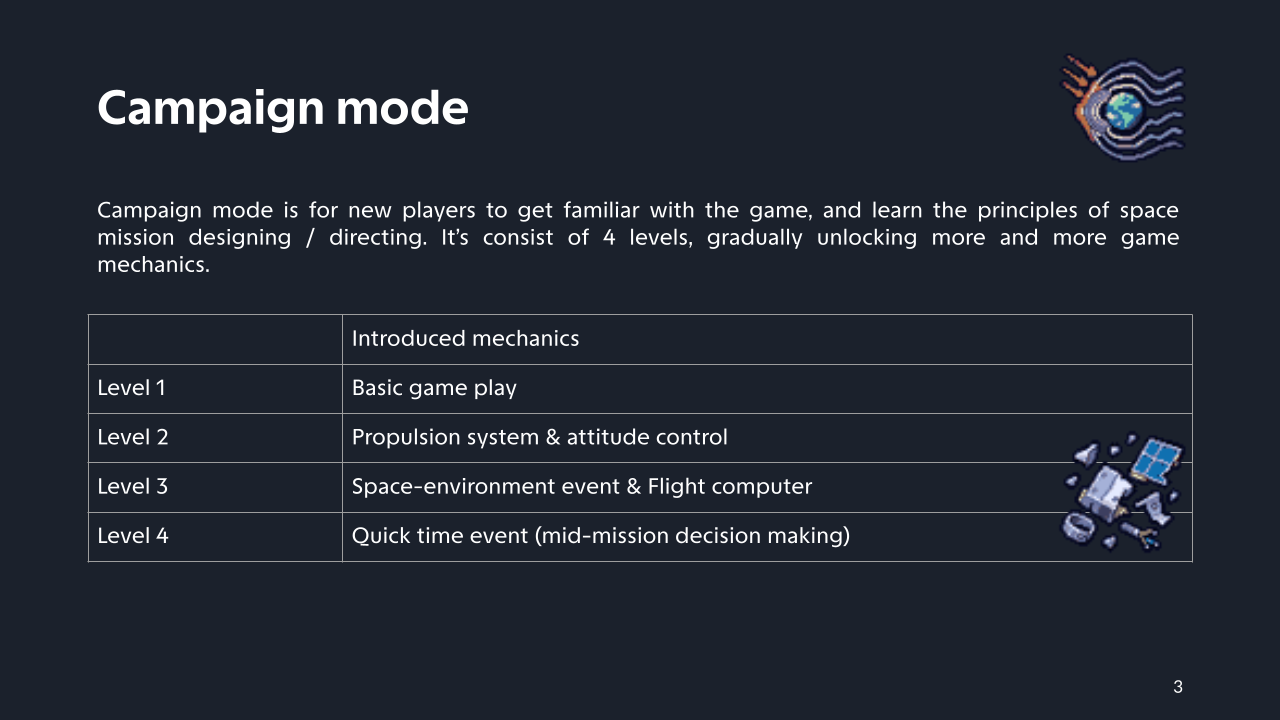 Campaign mode
Campaign mode is for new players to get familiar with the game, and learn the principles of space
mission designing / directing. It’s consist of 4 levels, gradually unlocking more and more game
mechanics.
Introduced mechanics
Level 1 Basic game play
Level 2 Propulsion system & attitude control
Level 3 Space-environment event & Flight computer
Level 4 Quick time event (mid-mission decision making)
3